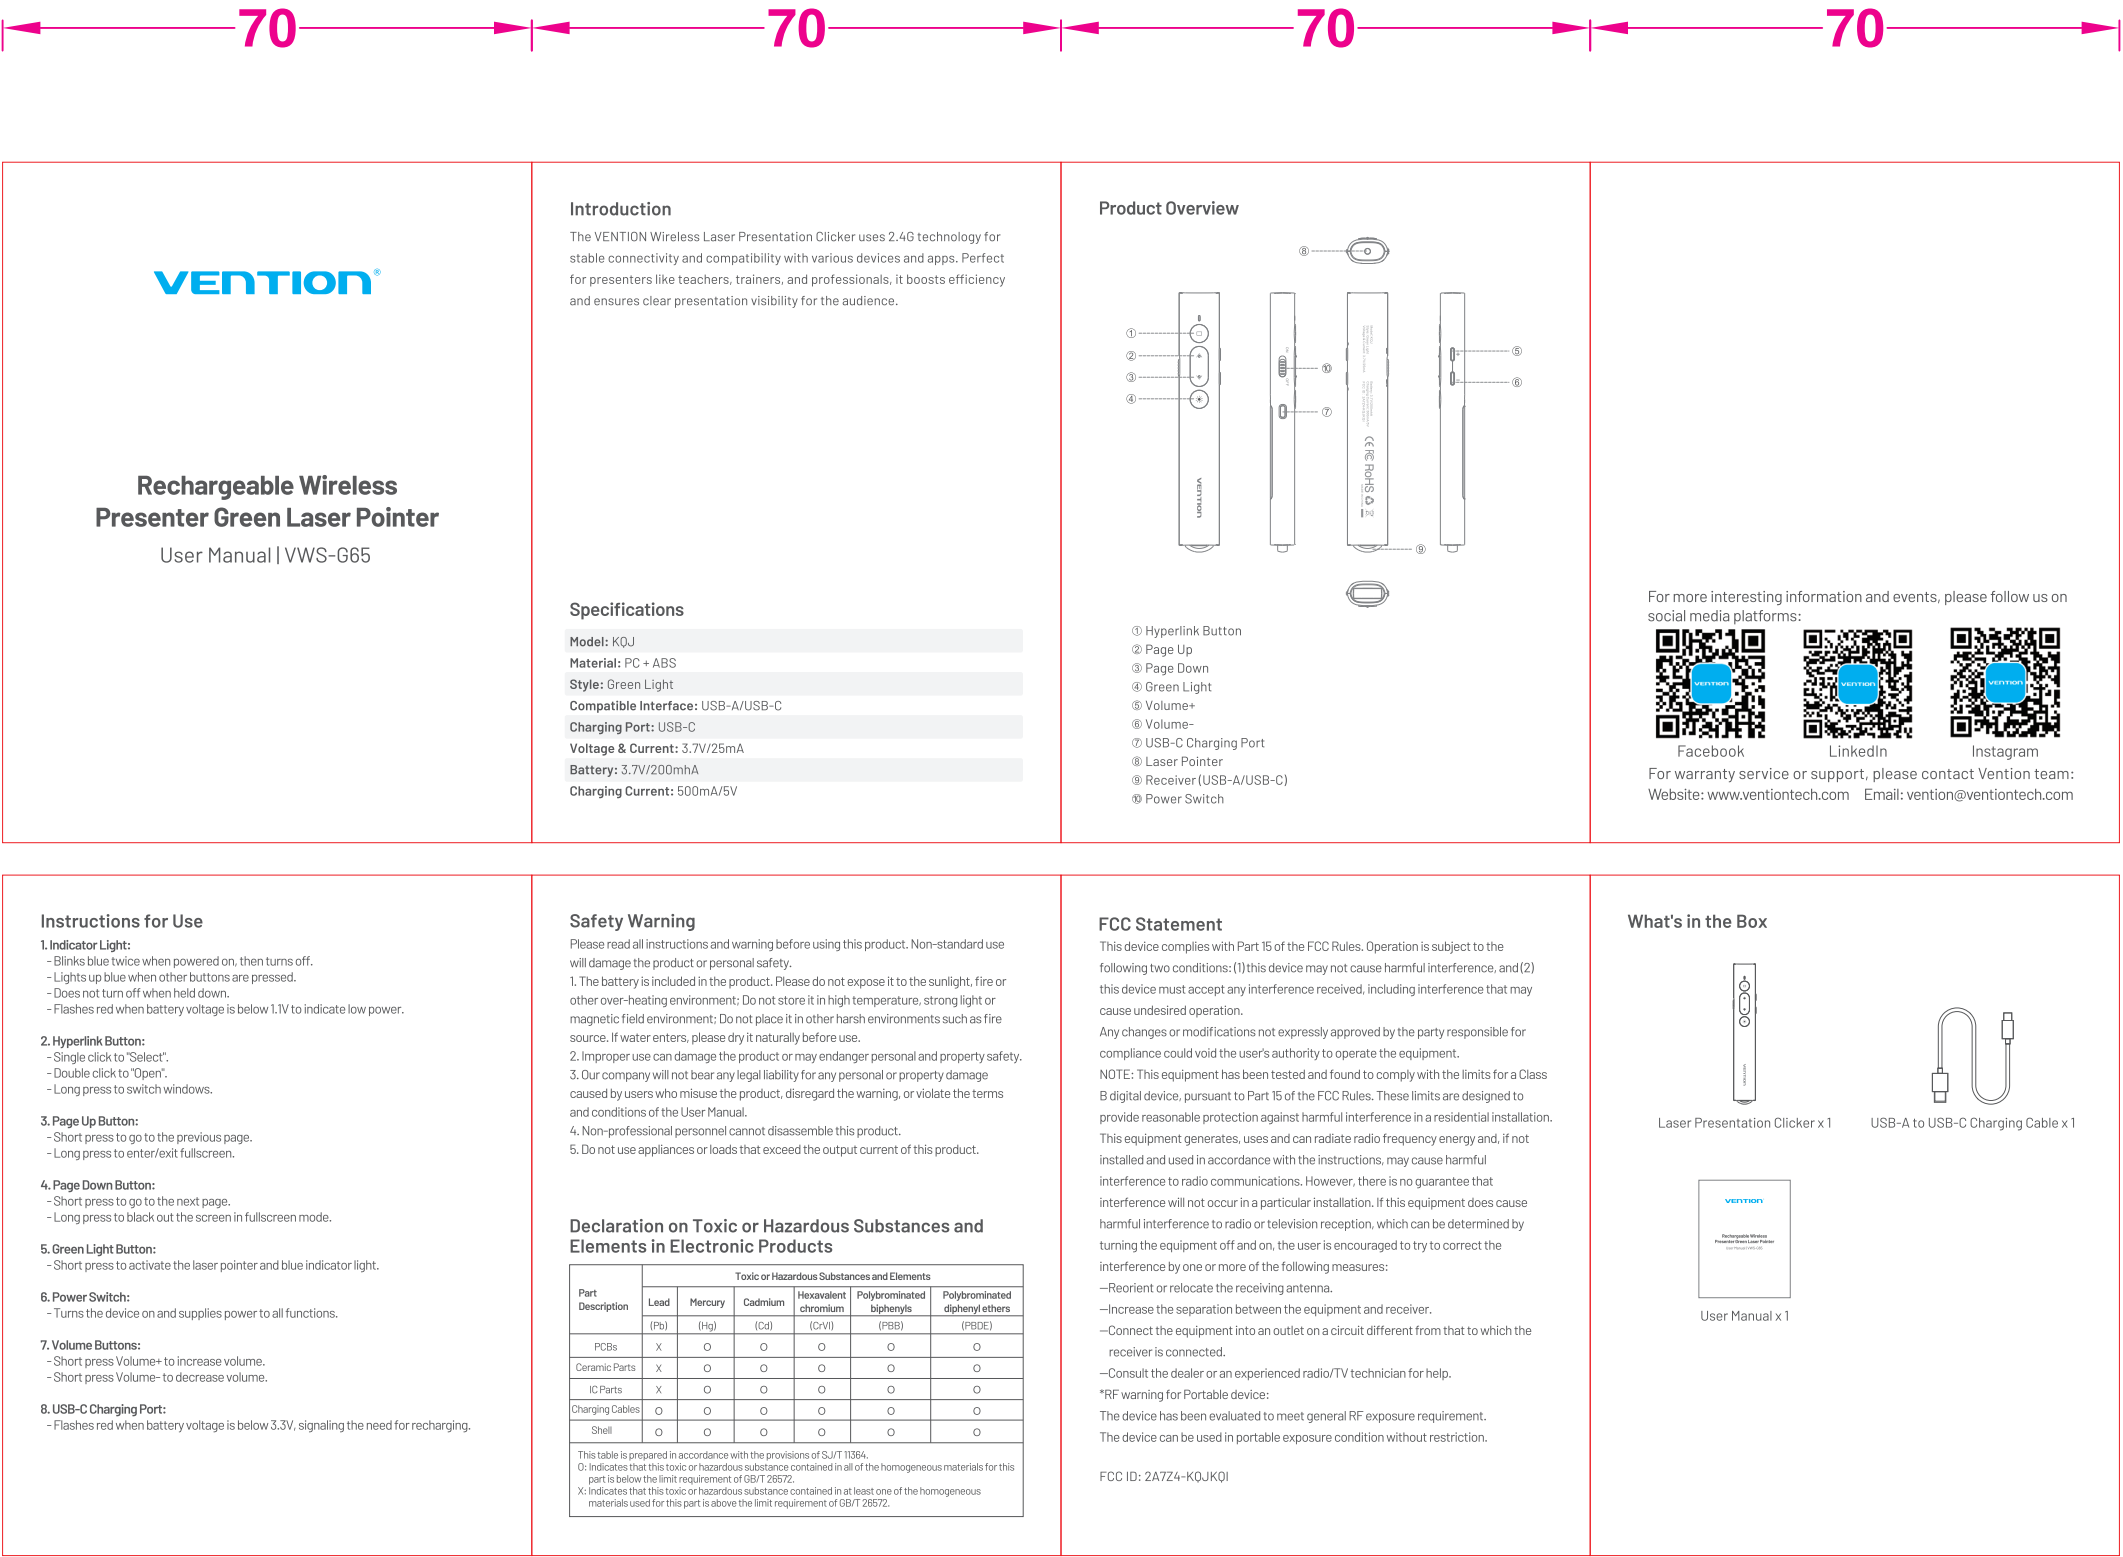 70 70 70 70
VENTION®
Rechargeable Wireless
Presenter Green Laser Pointer
User Manual | VWS-G65
Introduction
The VENTION Wireless Laser Presentation Clicker uses 2.4G technology for
stable connectivity and compatibility with various devices and apps. Perfect
for presenters like teachers, trainers, and professionals, it boosts efficiency
and ensures clear presentation visibility for the audience.
Specifications
Model: KQJ
Material: PC + ABS
Style: Green Light
Compatible Interface: USB-A/USB-C
Charging Port: USB-C
Voltage & Current: 3.7V/25mA
Battery: 3.7V/200mhA
Charging Current: 500mA/5V
Product Overview
⑧
①
②
③
④
VENTION
ON
OFF
⑩
⑦
CE FC RoHS
⑨
⑤
⑥
① Hyperlink Button
② Page Up
③ Page Down
④ Green Light
⑤ Volume+
⑥ Volume-
⑦ USB-C Charging Port
⑧ Laser Pointer
⑨ Receiver (USB-A/USB-C)
⑩ Power Switch
For more interesting information and events, please follow us on
social media platforms:
VENTION VENTION VENTION
Facebook LinkedIn Instagram
For warranty service or support, please contact Vention team:
Website: www.ventiontech.com Email: vention@ventiontech.com
Instructions for Use
1. Indicator Light:
- Blinks blue twice when powered on, then turns off.
- Lights up blue when other buttons are pressed.
- Does not turn off when held down.
- Flashes red when battery voltage is below 1.1V to indicate low power.
2. Hyperlink Button:
- Single click to "Select".
- Double click to "Open".
- Long press to switch windows.
3. Page Up Button:
- Short press to go to the previous page.
- Long press to enter/exit fullscreen.
4. Page Down Button:
- Short press to go to the next page.
- Long press to black out the screen in fullscreen mode.
5. Green Light Button:
- Short press to activate the laser pointer and blue indicator light.
6. Power Switch:
- Turns the device on and supplies power to all functions.
7. Volume Buttons:
- Short press Volume+ to increase volume.
- Short press Volume- to decrease volume.
8. USB-C Charging Port:
- Flashes red when battery voltage is below 3.3V, signaling the need for recharging.
Safety Warning
Please read all instructions and warning before using this product. Non-standard use
will damage the product or personal safety.
1. The battery is included in the product. Please do not expose it to the sunlight, fire or
other over-heating environment; Do not store it in high temperature, strong light or
magnetic field environment; Do not place it in other harsh environments such as fire
source. If water enters, please dry it naturally before use.
2. Improper use can damage the product or may endanger personal and property safety.
3. Our company will not bear any legal liability for any personal or property damage
caused by users who misuse the product, disregard the warning, or violate the terms
and conditions of the User Manual.
4. Non-professional personnel cannot disassemble this product.
5. Do not use appliances or loads that exceed the output current of this product.
Declaration on Toxic or Hazardous Substances and
Elements in Electronic Products
Part Description Toxic or Hazardous Substances and Elements
Lead Mercury Cadmium Hexavalent chromium Polybrominated biphenyls Polybrominated diphenyl ethers
(Pb) (Hg) (Cd) (CrVI) (PBB) (PBDE)
PCBs X O O O O O
Ceramic Parts X O O O O O
IC Parts X O O O O O
Charging Cables O O O O O O
Shell O O O O O O
This table is prepared in accordance with the provisions of SJ/T 11364.
O: Indicates that this toxic or hazardous substance contained in all of the homogeneous materials for this
part is below the limit requirement of GB/T 26572.
X: Indicates that this toxic or hazardous substance contained in at least one of the homogeneous
materials used for this part is above the limit requirement of GB/T 26572.
FCC Statement
This device complies with Part 15 of the FCC Rules. Operation is subject to the
following two conditions: (1) this device may not cause harmful interference, and (2)
this device must accept any interference received, including interference that may
cause undesired operation.
Any changes or modifications not expressly approved by the party responsible for
compliance could void the user's authority to operate the equipment.
NOTE: This equipment has been tested and found to comply with the limits for a Class
B digital device, pursuant to Part 15 of the FCC Rules. These limits are designed to
provide reasonable protection against harmful interference in a residential installation.
This equipment generates, uses and can radiate radio frequency energy and, if not
installed and used in accordance with the instructions, may cause harmful
interference to radio communications. However, there is no guarantee that
interference will not occur in a particular installation. If this equipment does cause
harmful interference to radio or television reception, which can be determined by
turning the equipment off and on, the user is encouraged to try to correct the
interference by one or more of the following measures:
—Reorient or relocate the receiving antenna.
—Increase the separation between the equipment and receiver.
—Connect the equipment into an outlet on a circuit different from that to which the
receiver is connected.
—Consult the dealer or an experienced radio/TV technician for help.
*RF warning for Portable device:
The device has been evaluated to meet general RF exposure requirement.
The device can be used in portable exposure condition without restriction.
FCC ID: 2A7Z4-KQJKQI
What's in the Box
VENTION
Laser Presentation Clicker x 1 USB-A to USB-C Charging Cable x 1
VENTION
Rechargeable Wireless
Presenter Green Laser Pointer
User Manual | VWS-G65
User Manual x 1